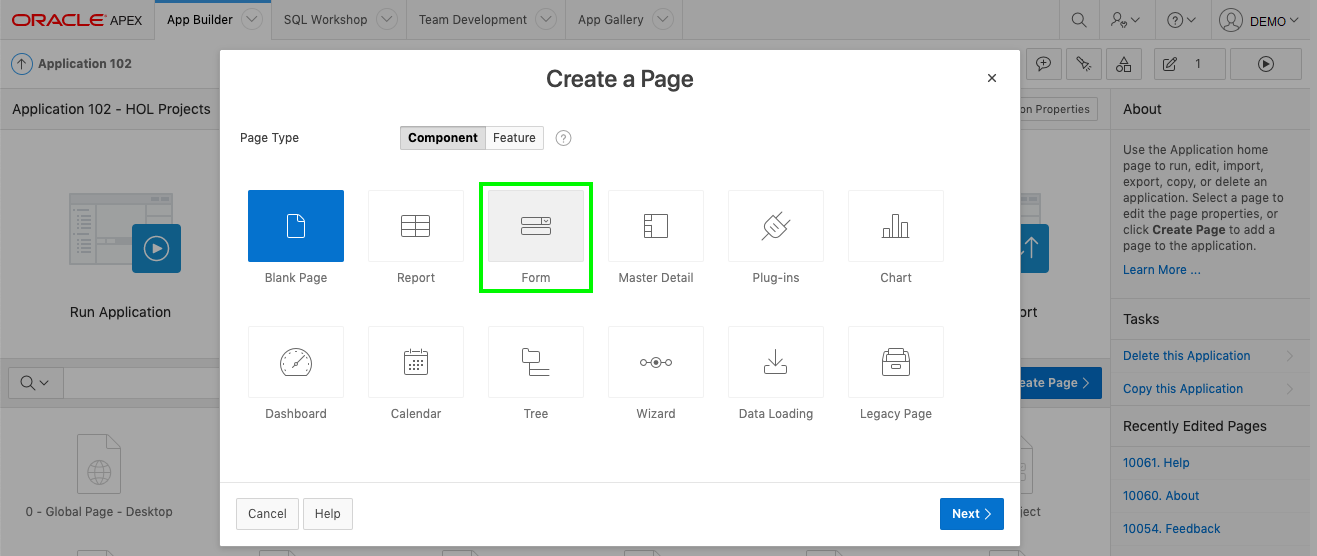 ORACLE APEX App Builder SQL Workshop Team Development App Gallery DEMO
Application 102
1
Application 102 - HOL Projects
on Properties
About
Create a Page
Page Type Component Feature ?
Use the Application home
page to run, edit, import,
export, copy, or delete an
application. Select a page to
edit the page properties, or
click Create Page to add a
page to the application.
Learn More ...
Blank Page Report Form Master Detail Plug-ins Chart
Run Application
ort
Tasks
Delete this Application
Copy this Application
eate Page
Dashboard Calendar Tree Wizard Data Loading Legacy Page
Recently Edited Pages
10061. Help
10060. About
10054. Feedback
0 - Global Page - Desktop
oject
Cancel Help Next